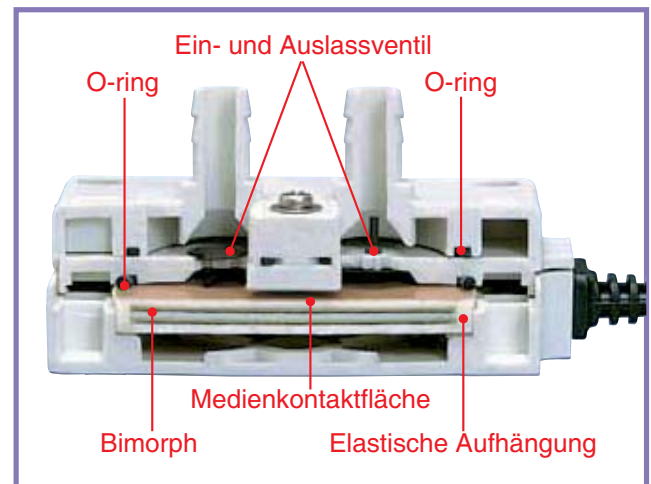 Ein- und Auslassventil
O-ring
O-ring
Medienkontaktfläche
Bimorph
Elastische Aufhängung